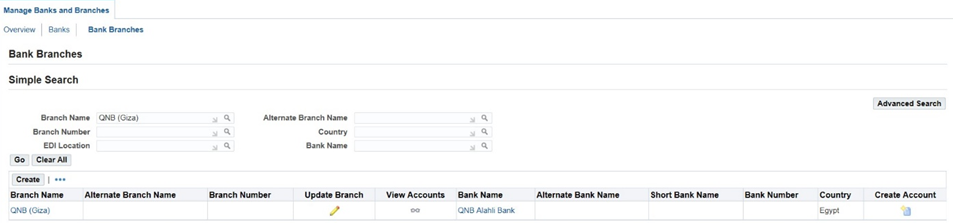 Manage Banks and Branches
Overview | Banks | Bank Branches
Bank Branches
Simple Search
Advanced Search
Branch Name QNB (Giza) Alternate Branch Name
Branch Number Country
EDI Location Bank Name
Go Clear All
Create | •••
Branch Name Alternate Branch Name Branch Number Update Branch View Accounts Bank Name Alternate Bank Name Short Bank Name Bank Number Country Create Account
QNB (Giza) QNB Alahli Bank Egypt